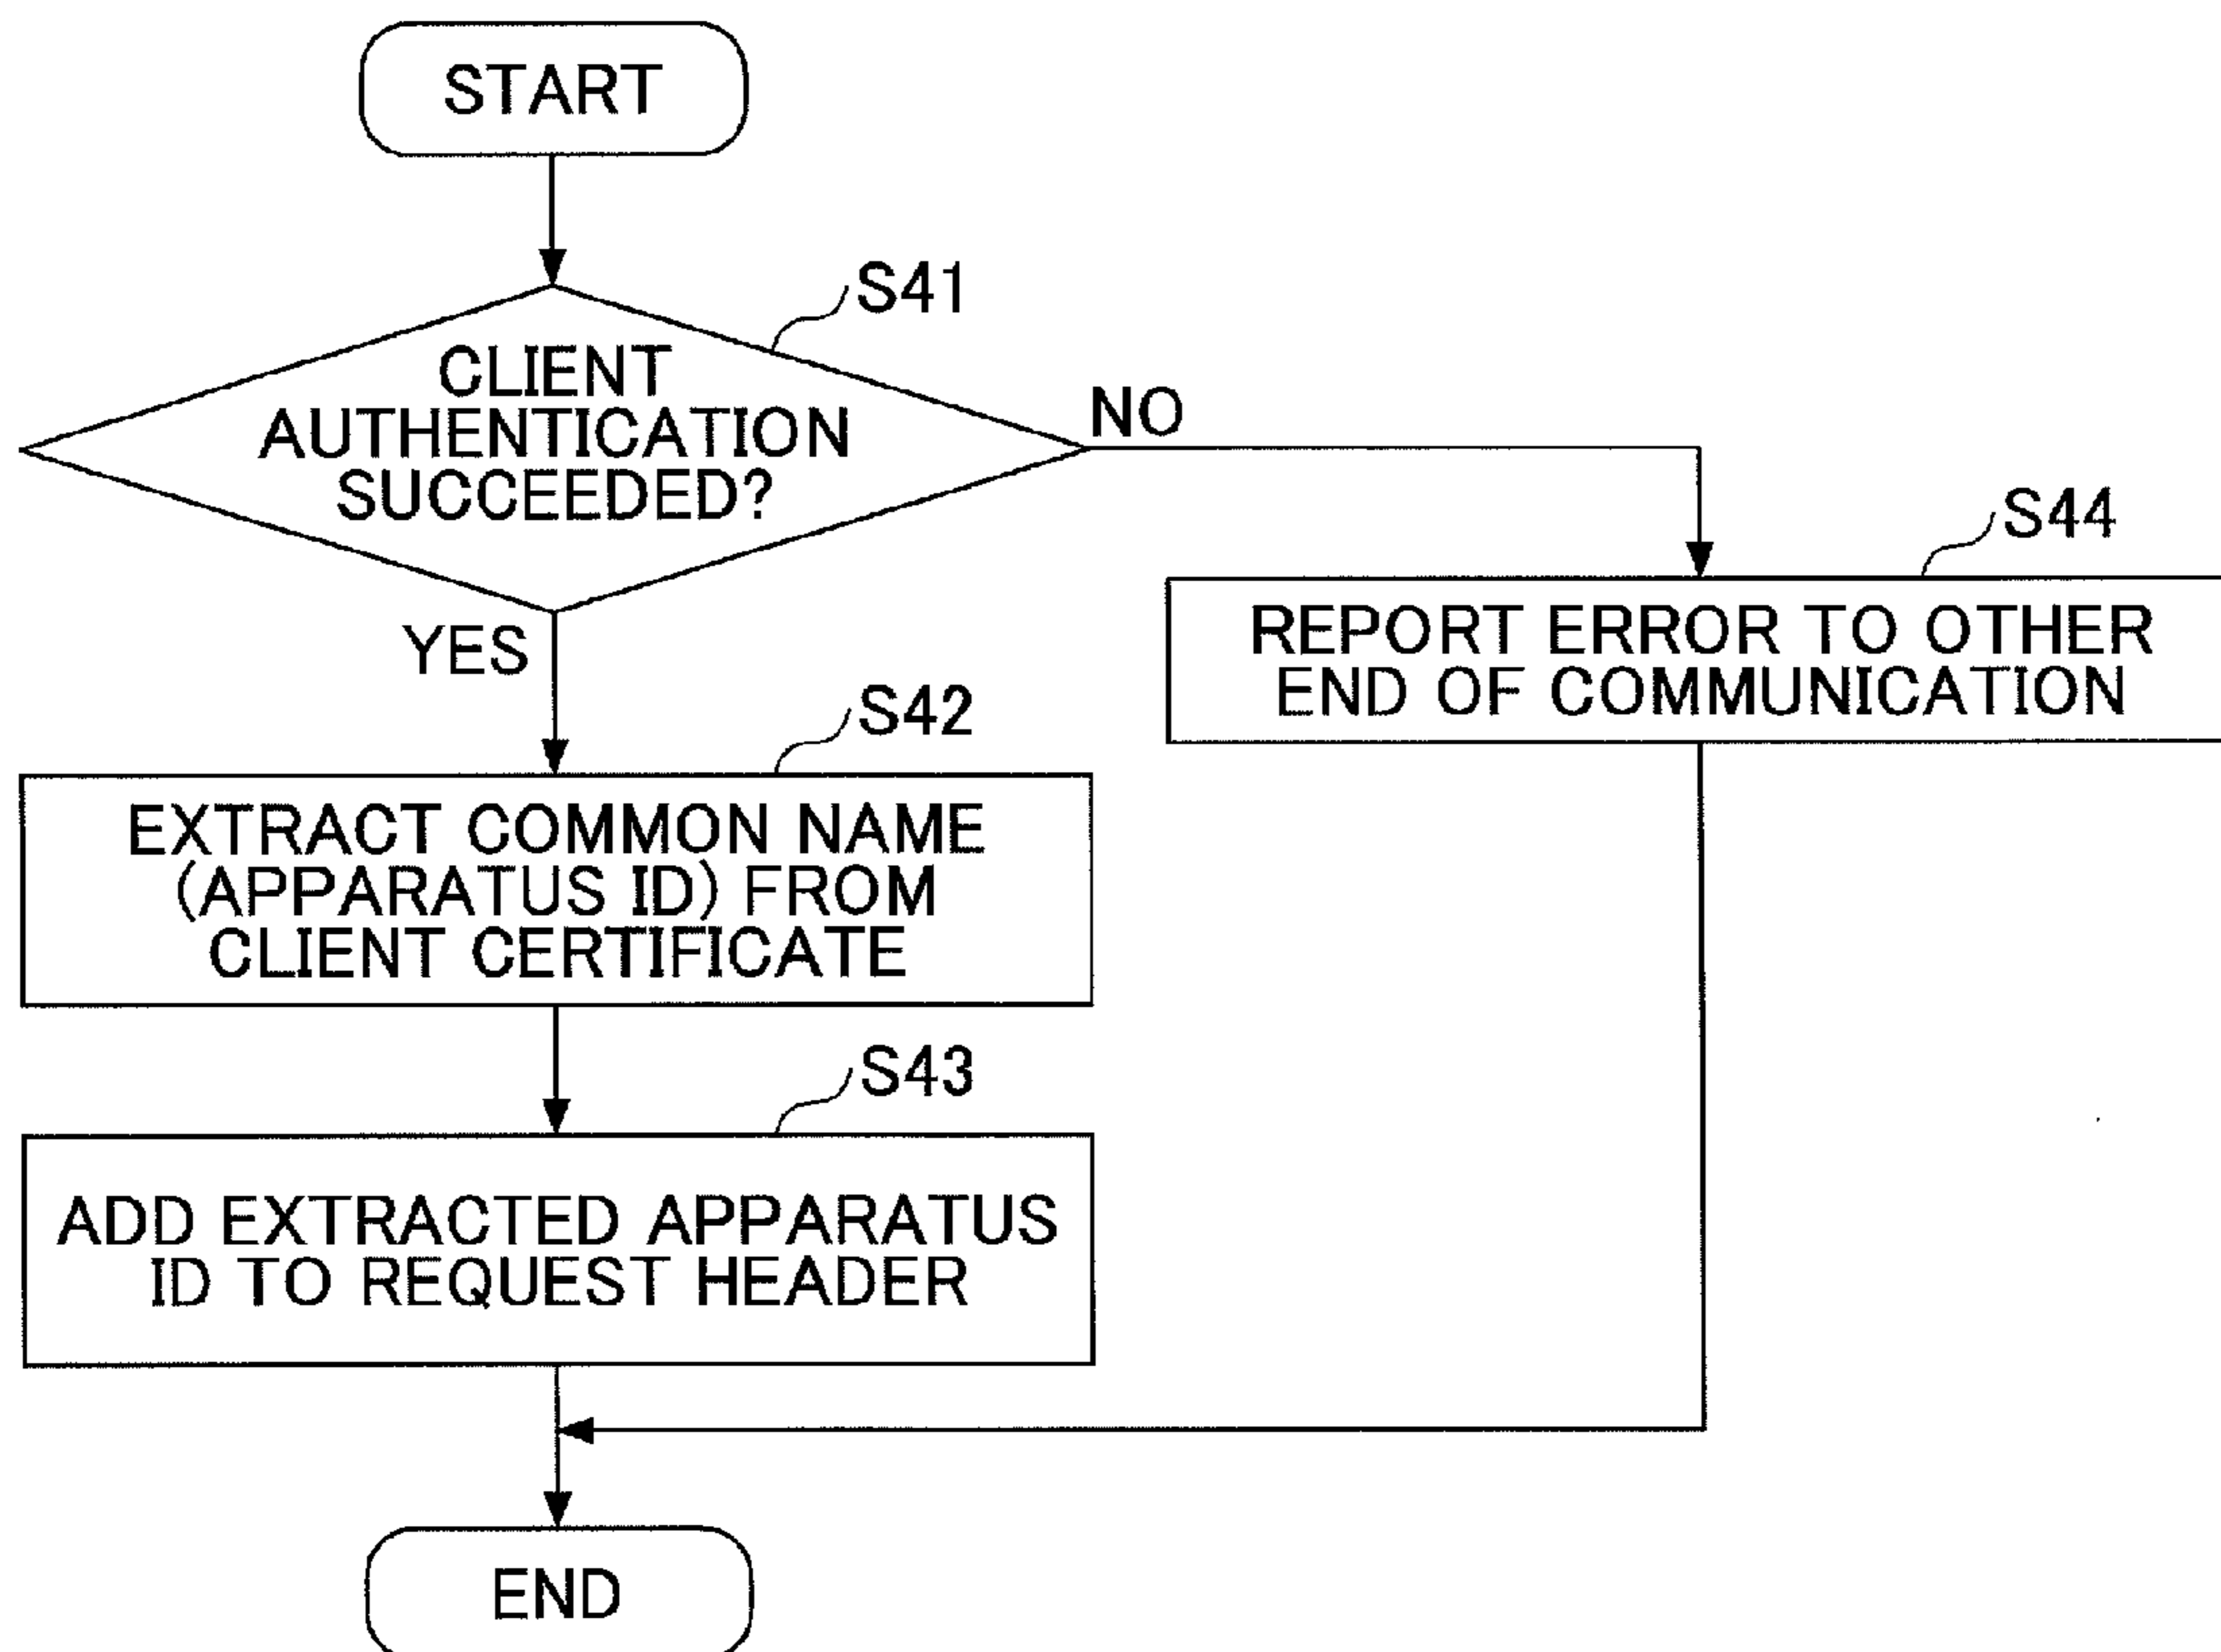 START
S41
CLIENT
AUTHENTICATION
SUCCEEDED?
NO
YES
S44
REPORT ERROR TO OTHER
END OF COMMUNICATION
S42
EXTRACT COMMON NAME
(APPARATUS ID) FROM
CLIENT CERTIFICATE
S43
ADD EXTRACTED APPARATUS
ID TO REQUEST HEADER
END